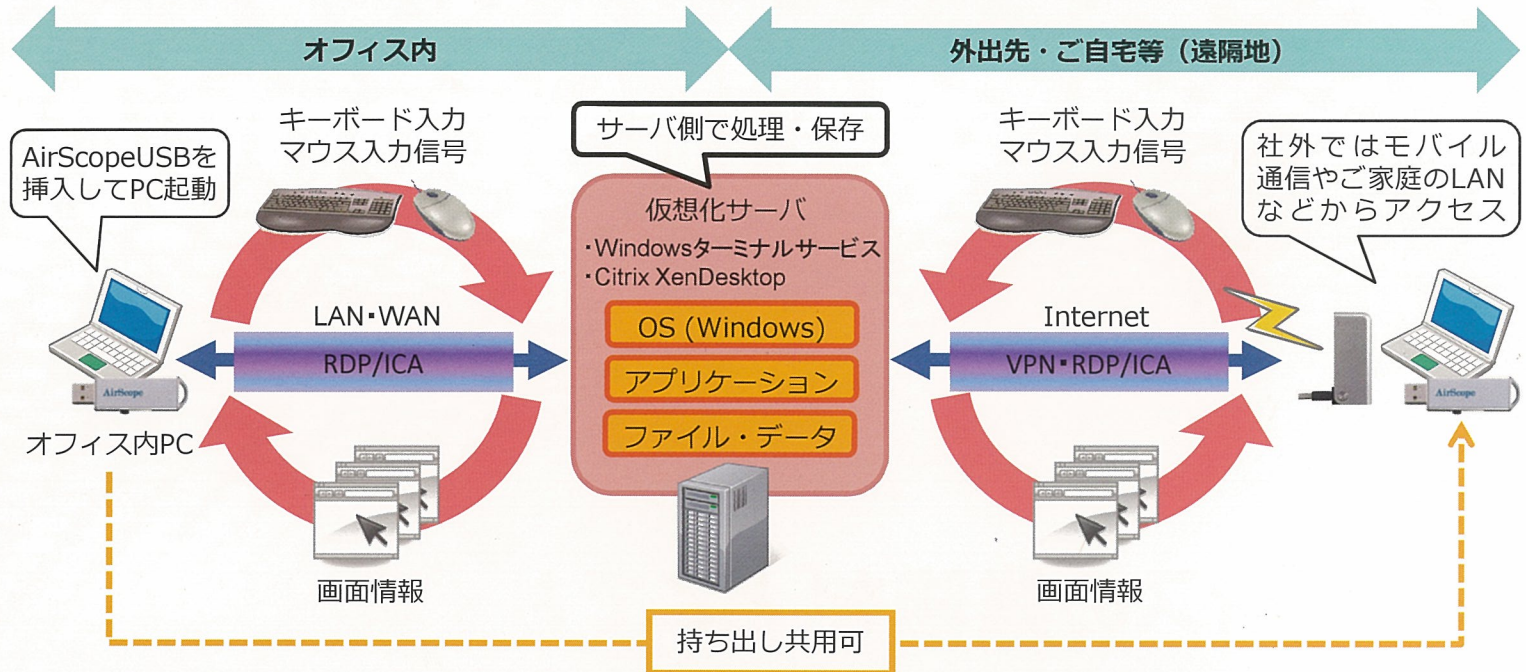 オフィス内
外出先・ご自宅等（遠隔地）
AirScopeUSBを
挿入してPC起動
キーボード入力
マウス入力信号
サーバ側で処理・保存
キーボード入力
マウス入力信号
社外ではモバイル
通信やご家庭のLAN
などからアクセス
仮想化サーバ
・Windowsターミナルサービス
・Citrix XenDesktop
OS (Windows)
アプリケーション
ファイル・データ
LAN・WAN
RDP/ICA
Internet
VPN・RDP/ICA
AirScope
オフィス内PC
AirScope
画面情報
画面情報
持ち出し共用可